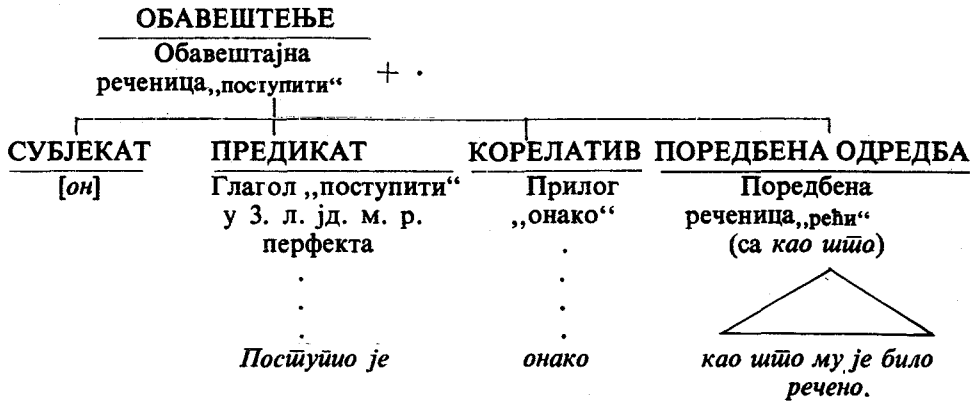 ОБАВЕШТЕЊЕ
Обавештајна
реченица„поступити“ + .
СУБЈЕКАТ ПРЕДИКАТ КОРЕЛАТИВ ПОРЕДБЕНА ОДРЕДБА
[он] Глагол „поступити“ Прилог Поредбена
у 3. л. јд. м. р. „онако“ реченица„рећи“
перфекта (са као што)
Поступио је онако као што му је било
речено.